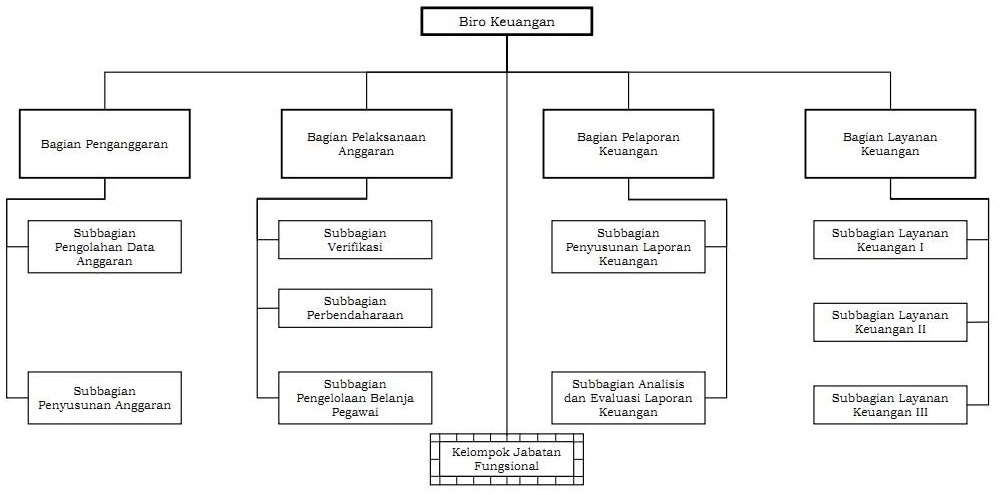 Biro Keuangan
Bagian Penganggaran
Bagian Pelaksanaan
Anggaran
Bagian Pelaporan
Keuangan
Bagian Layanan
Keuangan
Subbagian
Pengolahan Data
Anggaran
Subbagian
Verifikasi
Subbagian
Penyusunan Laporan
Keuangan
Subbagian Layanan
Keuangan I
Subbagian
Perbendaharaan
Subbagian Layanan
Keuangan II
Subbagian
Penyusunan Anggaran
Subbagian
Pengelolaan Belanja
Pegawai
Subbagian Analisis
dan Evaluasi Laporan
Keuangan
Subbagian Layanan
Keuangan III
Kelompok Jabatan
Fungsional